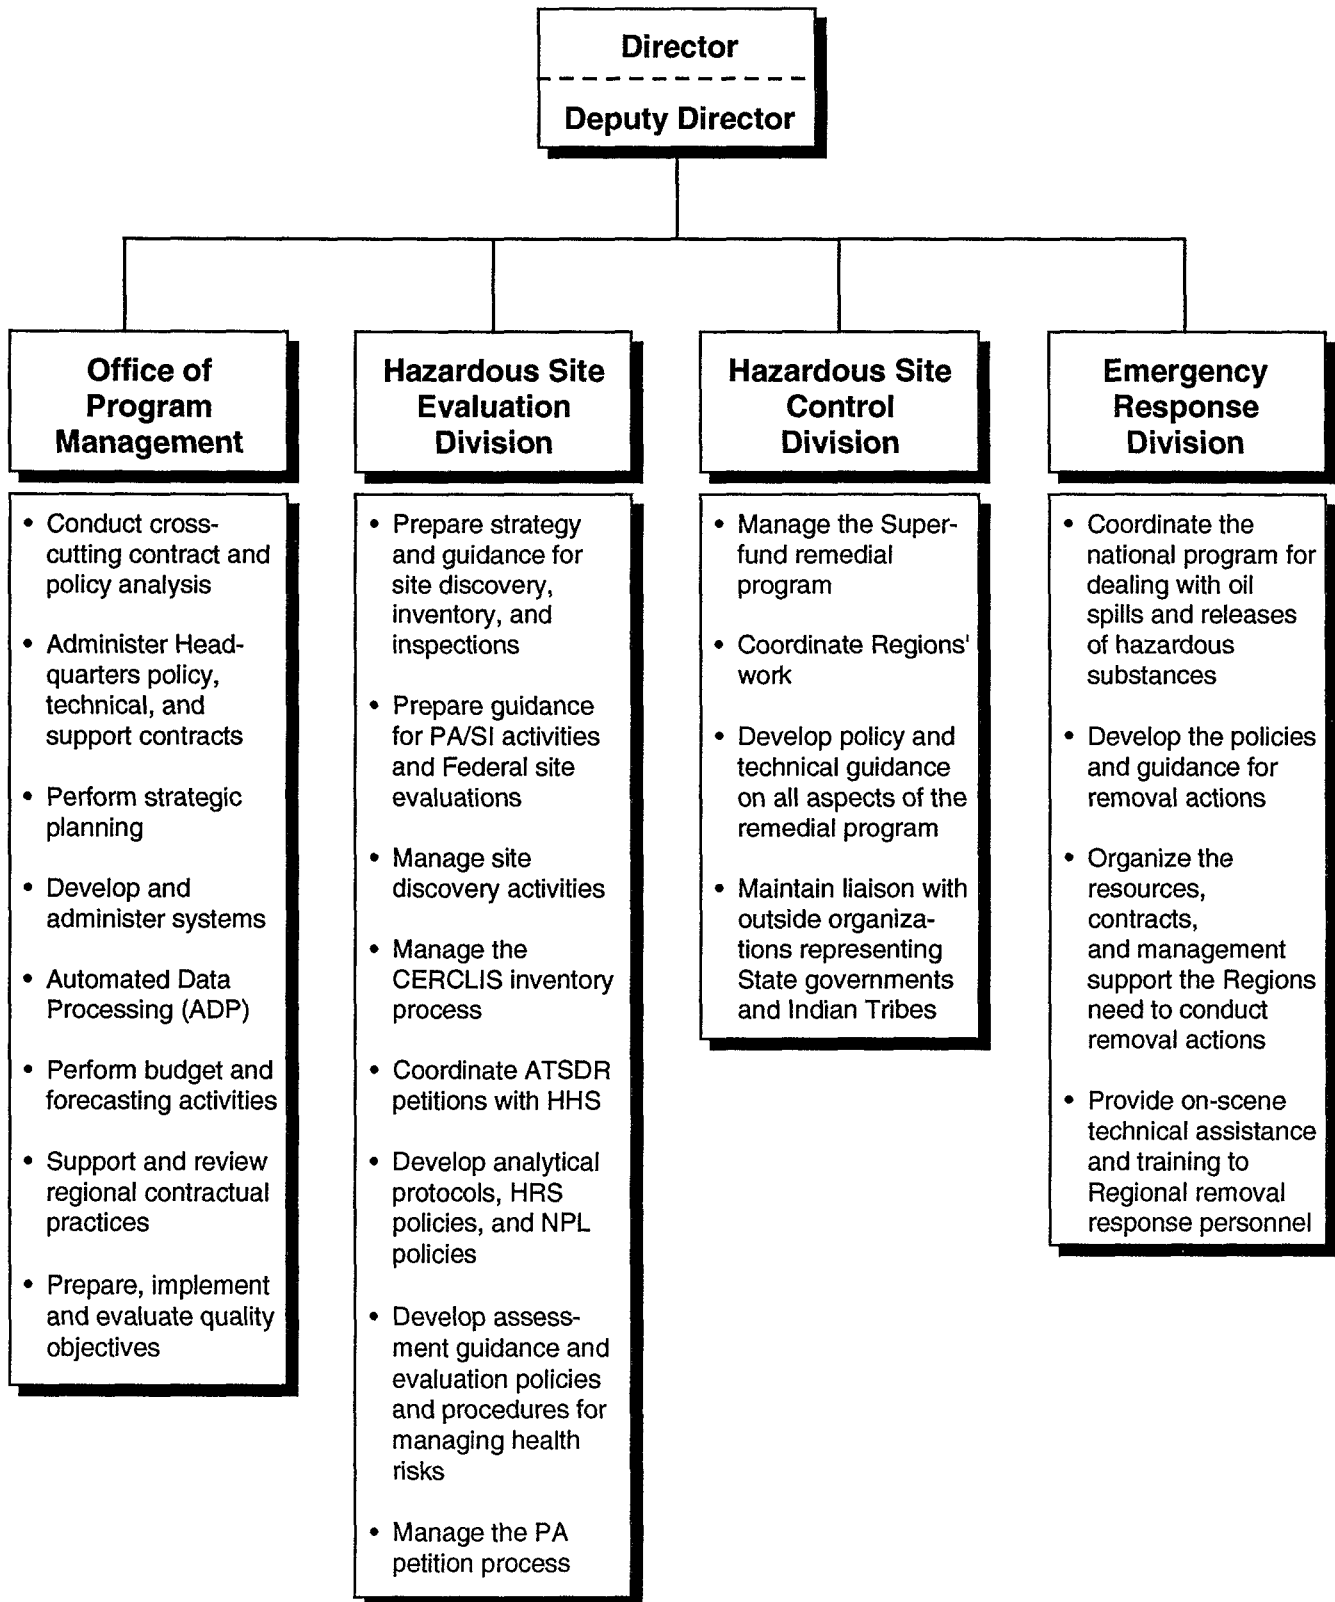 Director
Deputy Director
Office of
Program
Management
• Conduct cross-
cutting contract and
policy analysis
• Administer Head-
quarters policy,
technical, and
support contracts
• Perform strategic
planning
• Develop and
administer systems
• Automated Data
Processing (ADP)
• Perform budget and
forecasting activities
• Support and review
regional contractual
practices
• Prepare, implement
and evaluate quality
objectives
Hazardous Site
Evaluation
Division
• Prepare strategy
and guidance for
site discovery,
inventory, and
inspections
• Prepare guidance
for PA/SI activities
and Federal site
evaluations
• Manage site
discovery activities
• Manage the
CERCLIS inventory
process
• Coordinate ATSDR
petitions with HHS
• Develop analytical
protocols, HRS
policies, and NPL
policies
• Develop assess-
ment guidance and
evaluation policies
and procedures for
managing health
risks
• Manage the PA
petition process
Hazardous Site
Control
Division
• Manage the Super-
fund remedial
program
• Coordinate Regions'
work
• Develop policy and
technical guidance
on all aspects of the
remedial program
• Maintain liaison with
outside organiza-
tions representing
State governments
and Indian Tribes
Emergency
Response
Division
• Coordinate the
national program for
dealing with oil
spills and releases
of hazardous
substances
• Develop the policies
and guidance for
removal actions
• Organize the
resources,
contracts,
and management
support the Regions
need to conduct
removal actions
• Provide on-scene
technical assistance
and training to
Regional removal
response personnel